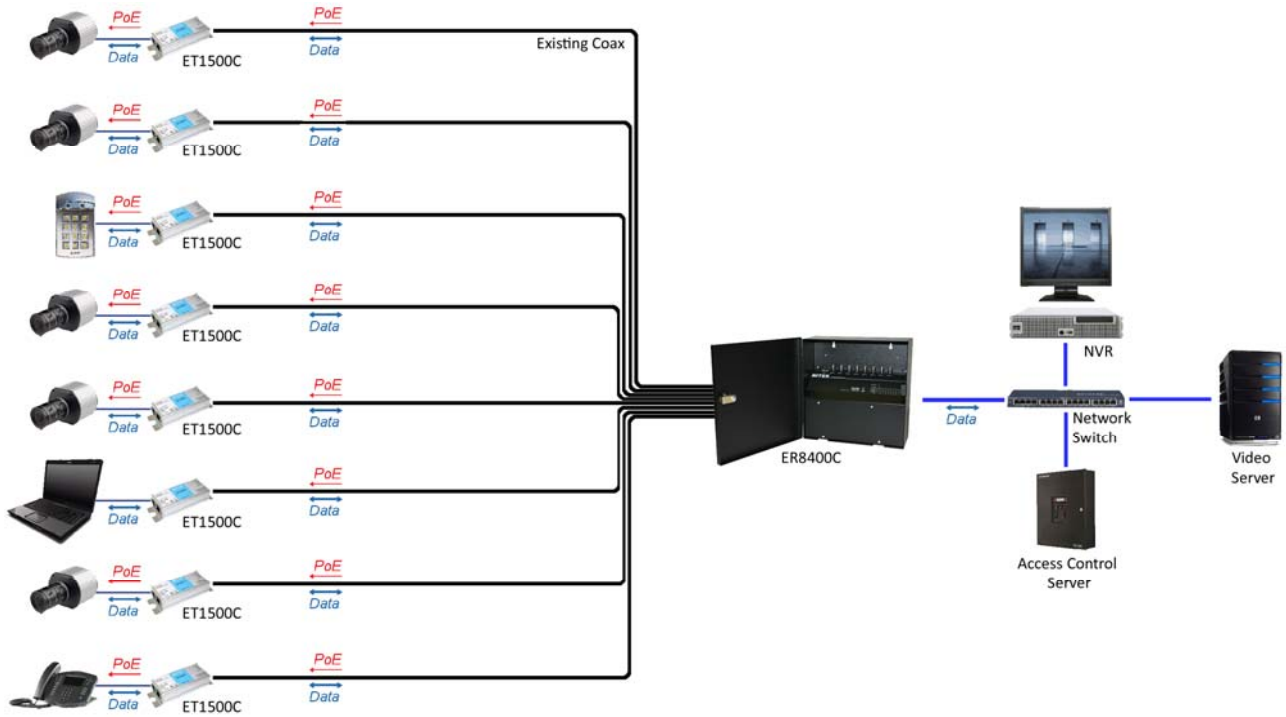 PoE PoE
Data ET1500C Data Existing Coax
PoE PoE
Data ET1500C Data
PoE PoE
Data ET1500C Data
PoE PoE
Data ET1500C Data
NVR
PoE PoE
Data ET1500C Data
Data
Network
Switch
ER8400C
Video
Server
PoE
Data ET1500C Data
Access Control
Server
PoE PoE
Data ET1500C Data
PoE PoE
Data ET1500C Data